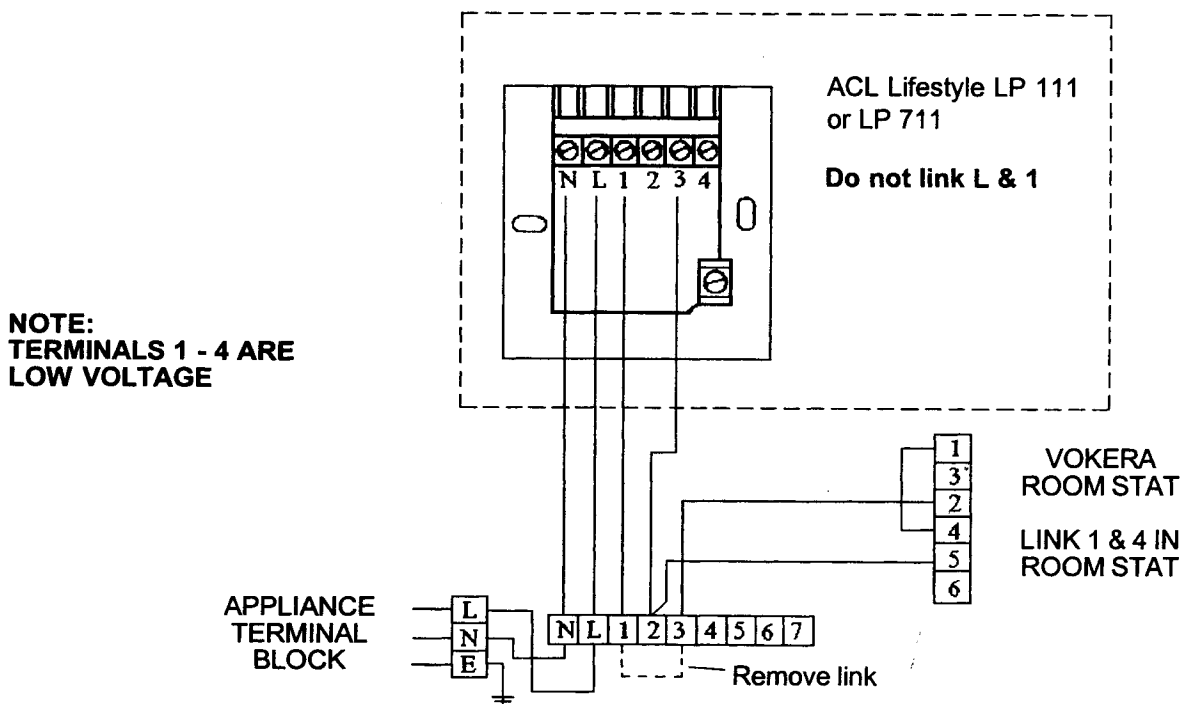 ACL Lifestyle LP 111
or LP 711
Do not link L & 1
N L 1 2 3 4
NOTE:
TERMINALS 1 - 4 ARE
LOW VOLTAGE
1
3
2
4
5
6
VOKERA
ROOM STAT
LINK 1 & 4 IN
ROOM STAT
APPLIANCE
TERMINAL
BLOCK
L
N
E
N L 1 2 3 4 5 6 7
Remove link